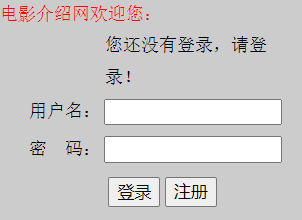 电影介绍网欢迎您：
您还没有登录，请登
录！
用户名：
密　码：
登录 注册